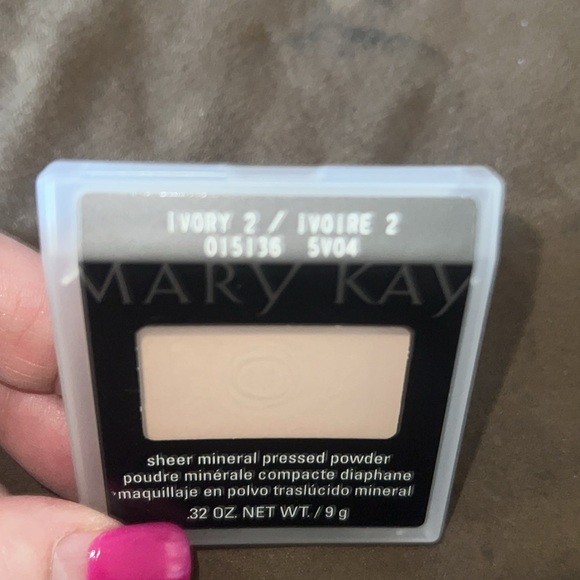 IVORY 2 / IVOIRE 2
015136 5V04
MARY KAY
sheer mineral pressed powder
poudre minérale compacte diaphane
maquillaje en polvo traslúcido mineral
.32 OZ. NET WT. / 9 g